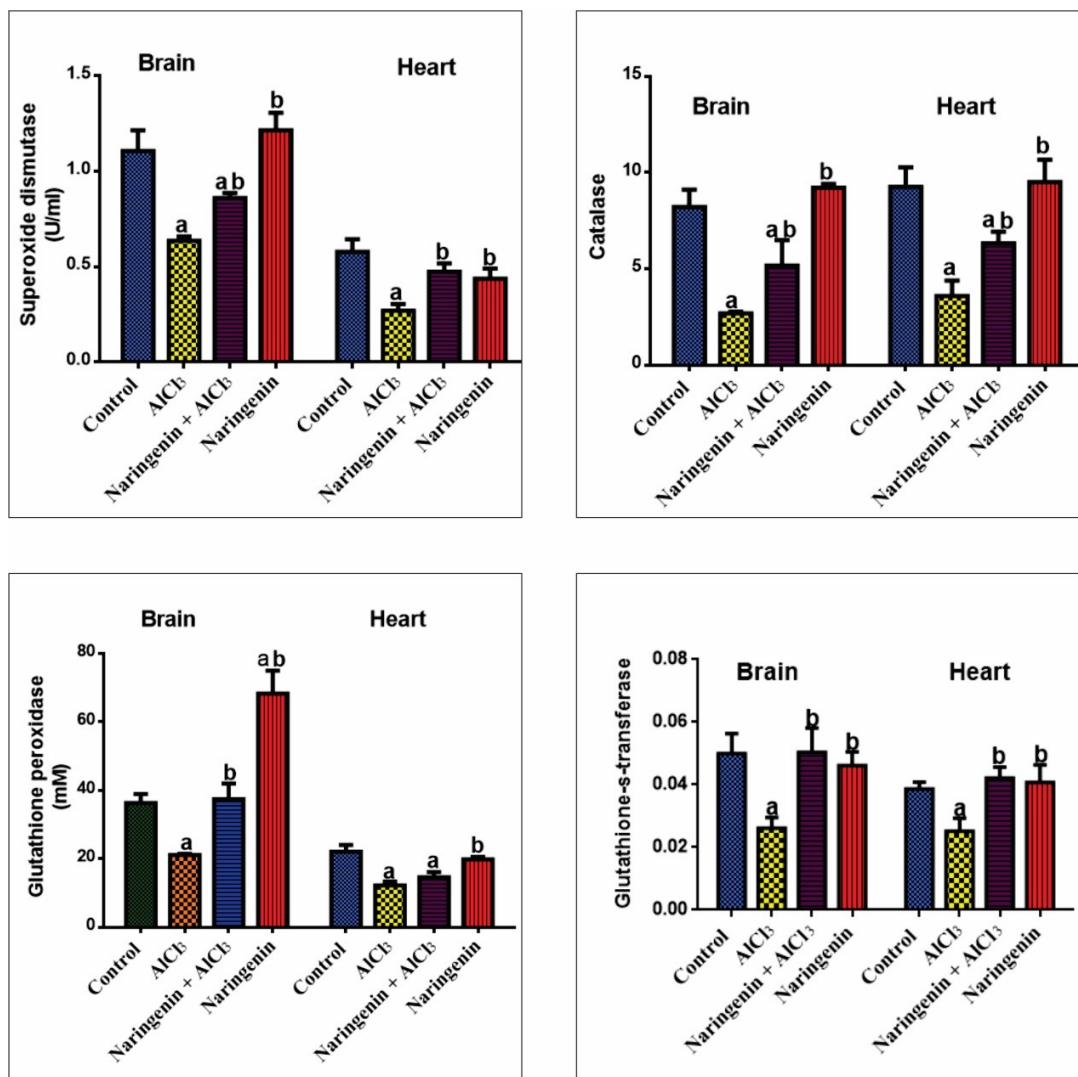 Brain
Heart
Superoxide dismutase
(U/ml)
1.5
1.0
0.5
0.0
a
a b
b
a
b
b
Control
AlCl3
Naringenin + AlCl3
Naringenin
Control
AlCl3
Naringenin + AlCl3
Naringenin
Brain
Heart
Catalase
15
10
5
0
a
a b
b
a
a b
b
Control
AlCl3
Naringenin + AlCl3
Naringenin
Control
AlCl3
Naringenin + AlCl3
Naringenin
Brain
Heart
Glutathione peroxidase
(mM)
80
60
40
20
0
a
b
a b
a
a
b
Control
AlCl3
Naringenin + AlCl3
Naringenin
Control
AlCl3
Naringenin + AlCl3
Naringenin
Brain
Heart
Glutathione-s-transferase
0.08
0.06
0.04
0.02
0.00
a
b
b
a
b
b
Control
AlCl3
Naringenin + AlCl3
Naringenin
Control
AlCl3
Naringenin + AlCl3
Naringenin